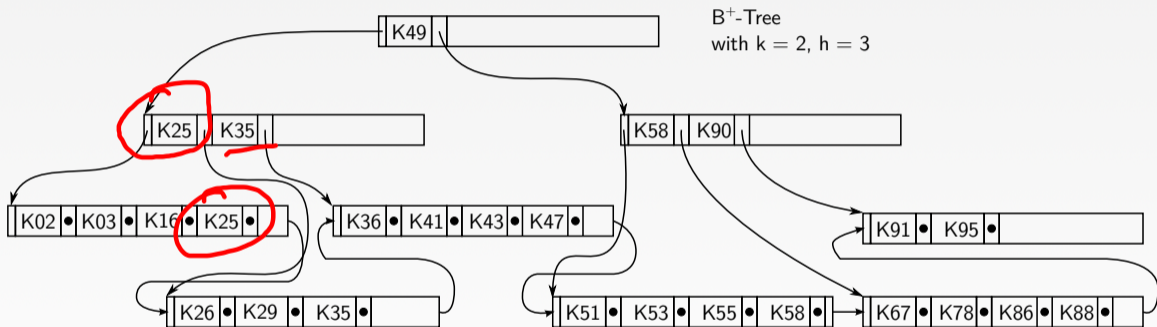 B⁺-Tree
with k = 2, h = 3
K49
K25 K35
K58 K90
K02 K03 K16 K25
K36 K41 K43 K47
K91 K95
K26 K29 K35
K51 K53 K55 K58
K67 K78 K86 K88